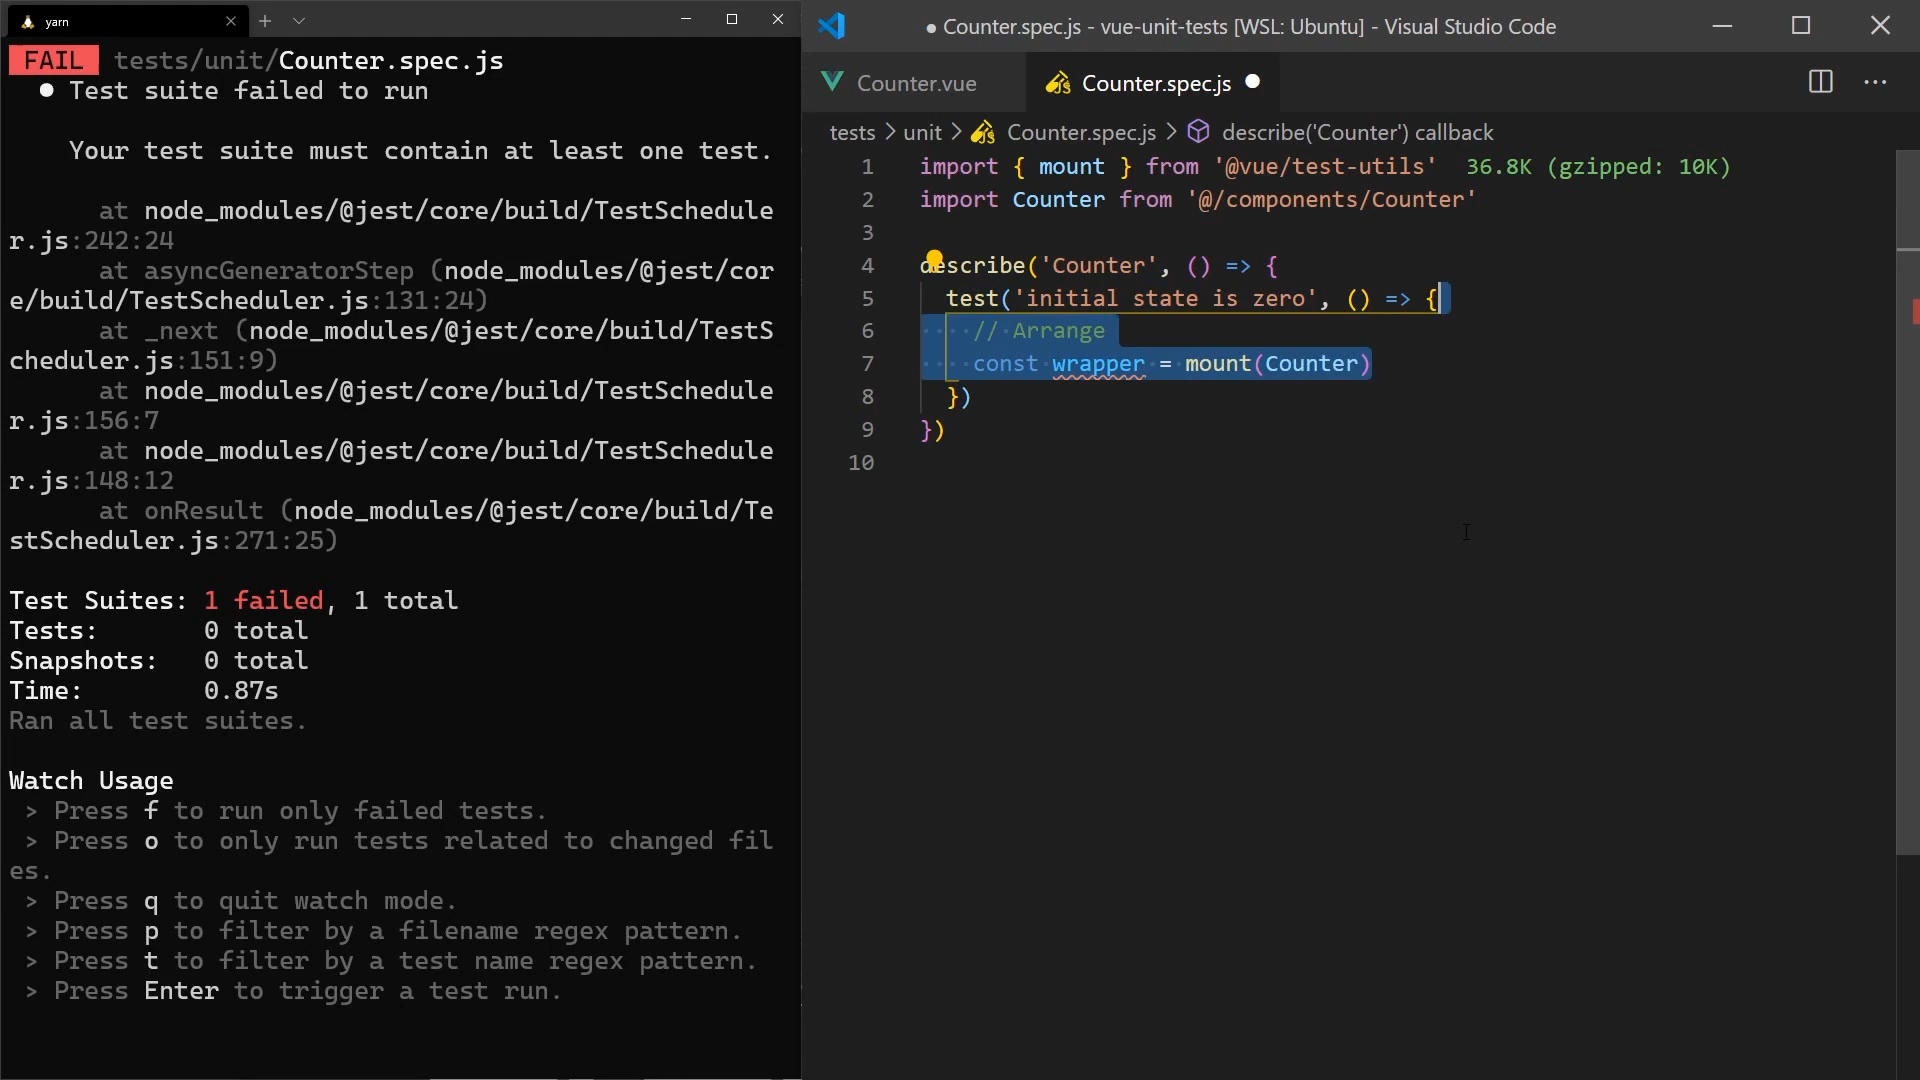 yarn
FAIL tests/unit/Counter.spec.js
● Test suite failed to run
Your test suite must contain at least one test.
at node_modules/@jest/core/build/TestSchedule
r.js:242:24
at asyncGeneratorStep (node_modules/@jest/cor
e/build/TestScheduler.js:131:24)
at _next (node_modules/@jest/core/build/TestS
cheduler.js:151:9)
at node_modules/@jest/core/build/TestSchedule
r.js:156:7
at node_modules/@jest/core/build/TestSchedule
r.js:148:12
at onResult (node_modules/@jest/core/build/Te
stScheduler.js:271:25)
Test Suites: 1 failed, 1 total
Tests: 0 total
Snapshots: 0 total
Time: 0.87s
Ran all test suites.
Watch Usage
> Press f to run only failed tests.
> Press o to only run tests related to changed fil
es.
> Press q to quit watch mode.
> Press p to filter by a filename regex pattern.
> Press t to filter by a test name regex pattern.
> Press Enter to trigger a test run.
● Counter.spec.js - vue-unit-tests [WSL: Ubuntu] - Visual Studio Code
Counter.vue
Counter.spec.js ●
tests > unit > Counter.spec.js > describe('Counter') callback
1 import { mount } from '@vue/test-utils' 36.8K (gzipped: 10K)
2 import Counter from '@/components/Counter'
3
4 describe('Counter', () => {
5 test('initial state is zero', () => {
6 // Arrange
7 const wrapper = mount(Counter)
8 })
9 })
10